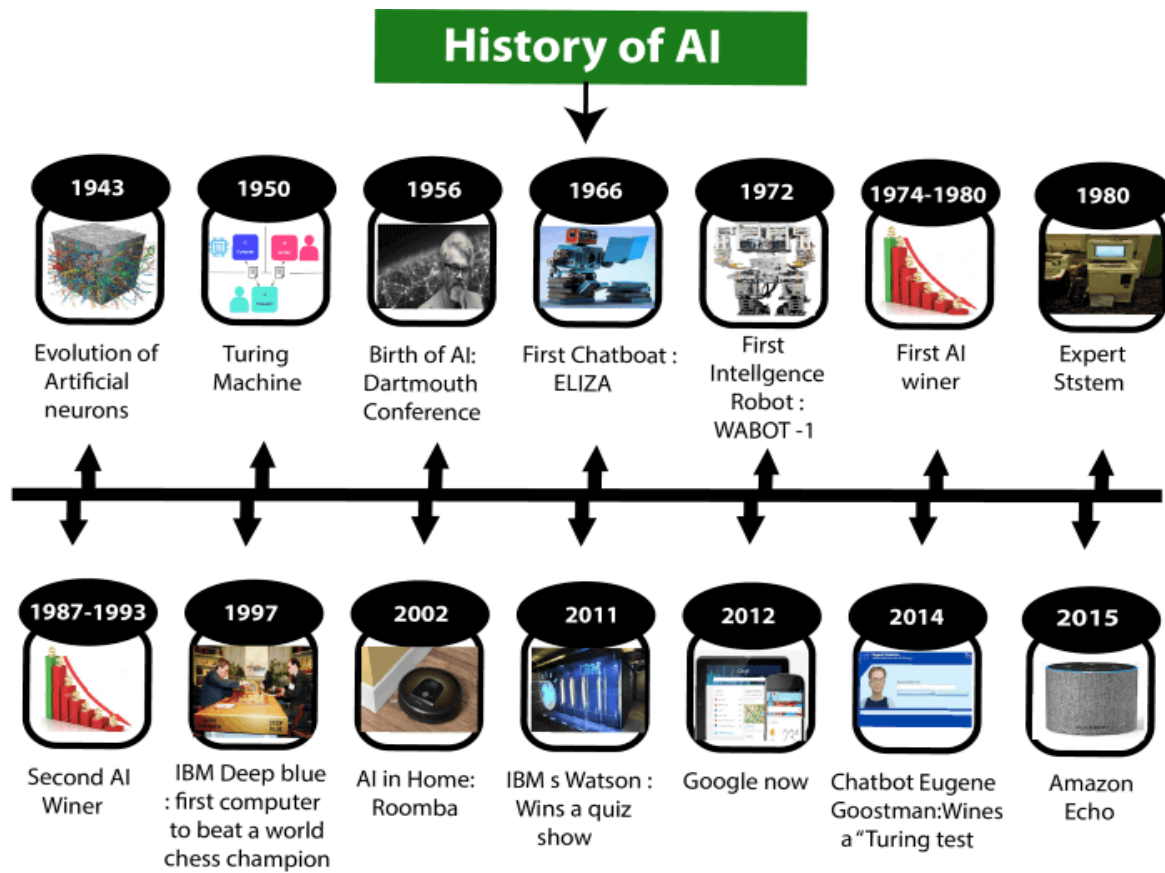 History of AI
1943
1950
1956
1966
1972
1974-1980
1980
Evolution of
Artificial
neurons
Turing
Machine
Birth of AI:
Dartmouth
Conference
First Chatboat :
ELIZA
First
Intellgence
Robot :
WABOT -1
First AI
winer
Expert
Ststem
1987-1993
1997
2002
2011
2012
2014
2015
Second AI
Winer
IBM Deep blue
: first computer
to beat a world
chess champion
AI in Home:
Roomba
IBM s Watson :
Wins a quiz
show
Google now
Chatbot Eugene
Goostman:Wines
a “Turing test
Amazon
Echo